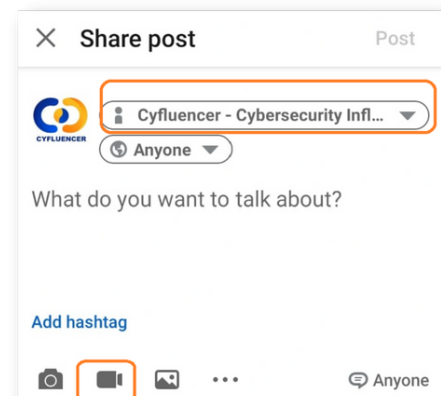 Share post
Post
Cyfluencer - Cybersecurity Infl...
CYFLUENCER
Anyone
What do you want to talk about?
Add hashtag
Anyone